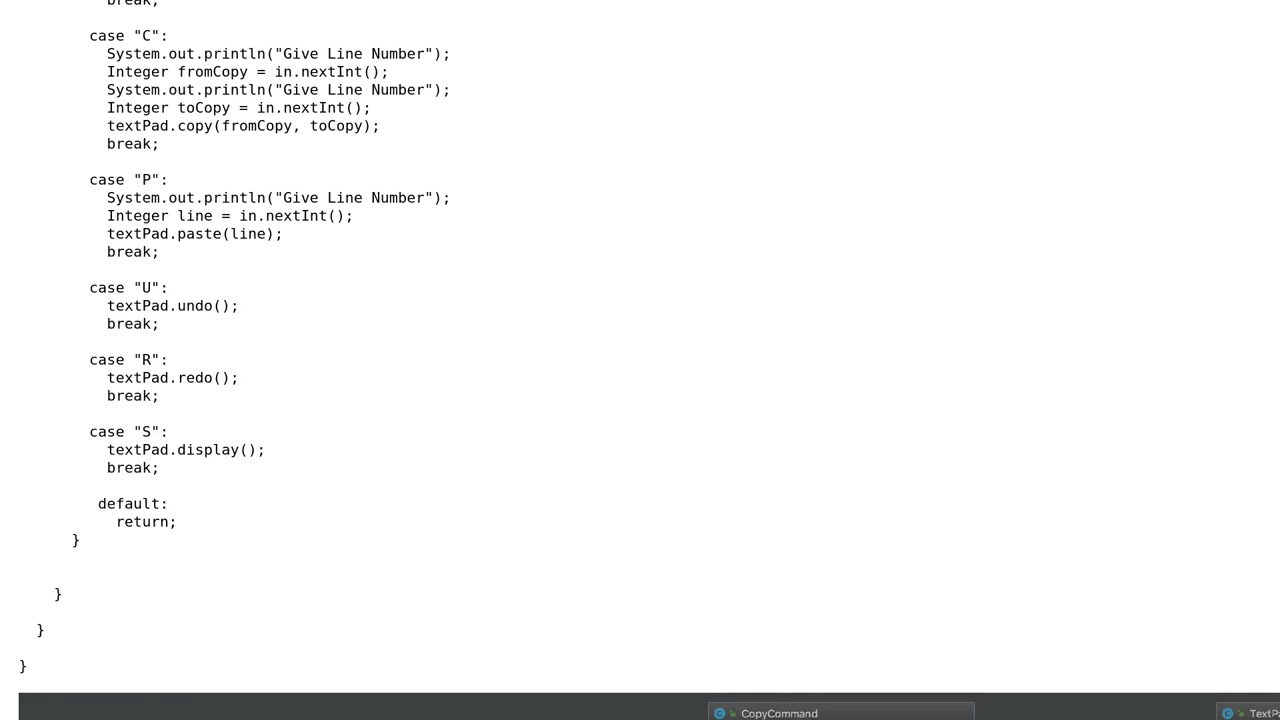 break;
case "C":
System.out.println("Give Line Number");
Integer fromCopy = in.nextInt();
System.out.println("Give Line Number");
Integer toCopy = in.nextInt();
textPad.copy(fromCopy, toCopy);
break;
case "P":
System.out.println("Give Line Number");
Integer line = in.nextInt();
textPad.paste(line);
break;
case "U":
textPad.undo();
break;
case "R":
textPad.redo();
break;
case "S":
textPad.display();
break;
default:
return;
}
}
}
}
CopyCommand